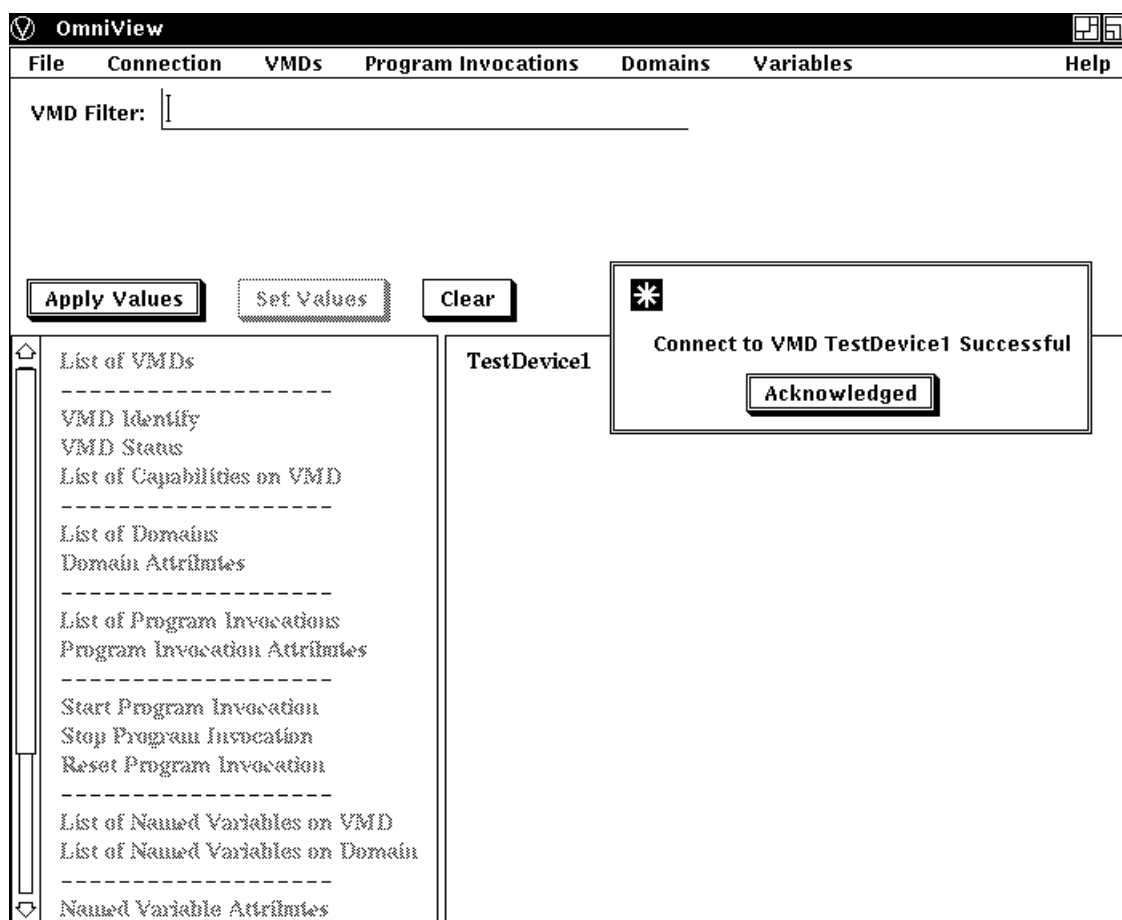 OmniView
File Connection VMDs Program Invocations Domains Variables Help
VMD Filter:
Apply Values Set Values Clear
Connect to VMD TestDevice1 Successful
Acknowledged
List of VMDs
--------------------
VMD Identify
VMD Status
List of Capabilities on VMD
--------------------
List of Domains
Domain Attributes
--------------------
List of Program Invocations
Program Invocation Attributes
--------------------
Start Program Invocation
Stop Program Invocation
Reset Program Invocation
--------------------
List of Named Variables on VMD
List of Named Variables on Domain
--------------------
Named Variable Attributes
TestDevice1